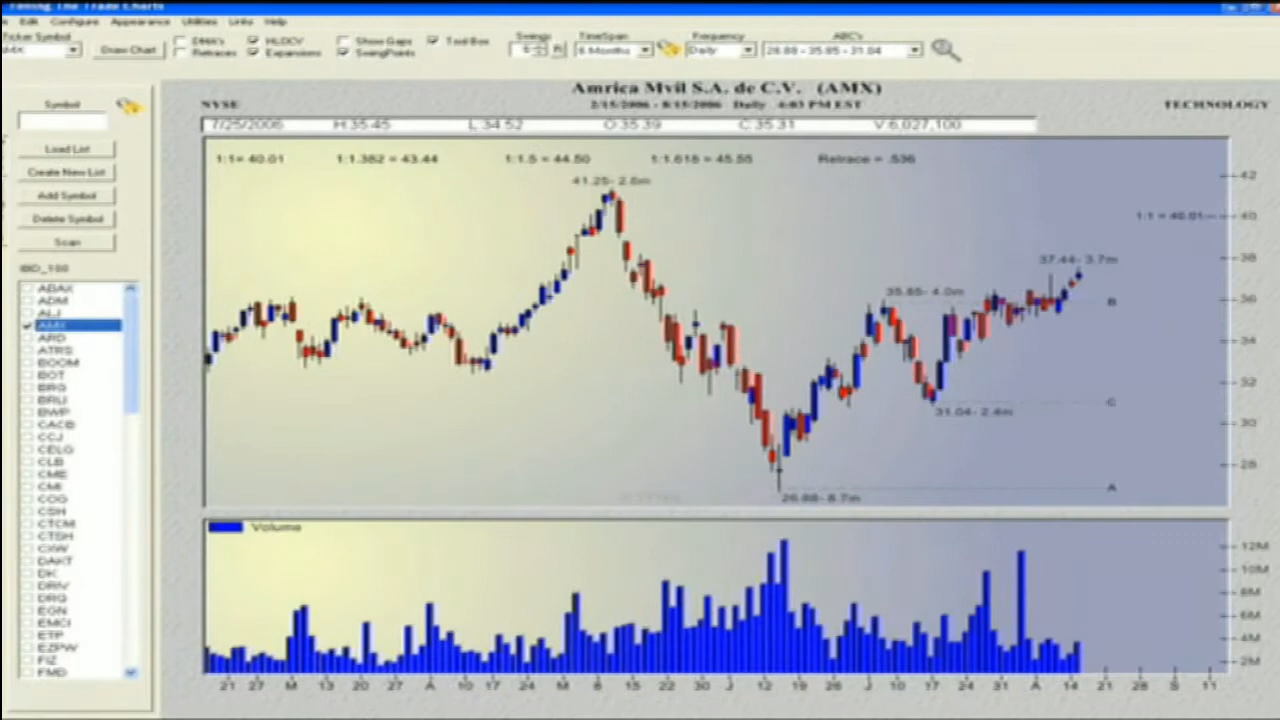 Timing The Trade Charts
Edit Configure Appearance Utilities Links Help
Ticker Symbol
AMX
Draw Chart
DMA's
Retraces
HLOCV
Expansions
Show Gaps
SwingPoints
Tool Box
Swings
TimeSpan
6 Months
Frequency
Daily
ABC's
26.88 - 35.85 - 31.04
Symbol
Load List
Create New List
Add Symbol
Delete Symbol
Scan
IBD_100
ABAX
ADM
ALJ
AMX
ARD
ATRS
BOOM
BOT
BRG
BRLI
BWP
CACB
CCJ
CELG
CLB
CME
CMI
COG
CSH
CTCM
CTSH
CXW
DAKT
DK
DRIV
DRQ
EGN
EMCI
ETP
EZPW
FIZ
FMD
Amrica Mvil S.A. de C.V. (AMX)
NYSE
2/15/2006 - 8/15/2006 Daily 4:03 PM EST
TECHNOLOGY
7/25/2006 H:35.45 L:34.52 O:35.39 C:35.31 V:6,027,100
1:1= 40.01 1:1.382 = 43.44 1:1.5 = 44.50 1:1.618 = 45.55 Retrace = .536
41.25- 2.8m
1:1 = 40.01
37.44- 3.7m
35.85- 4.0m
B
31.04- 2.4m
C
26.88- 8.7m
A
42
40
38
36
34
32
30
28
Volume
12M
10M
8M
6M
4M
2M
21 27 M 13 20 27 A 10 17 24 M 8 15 22 30 J 12 19 26 J 10 17 24 31 A 14 21 28 S 11